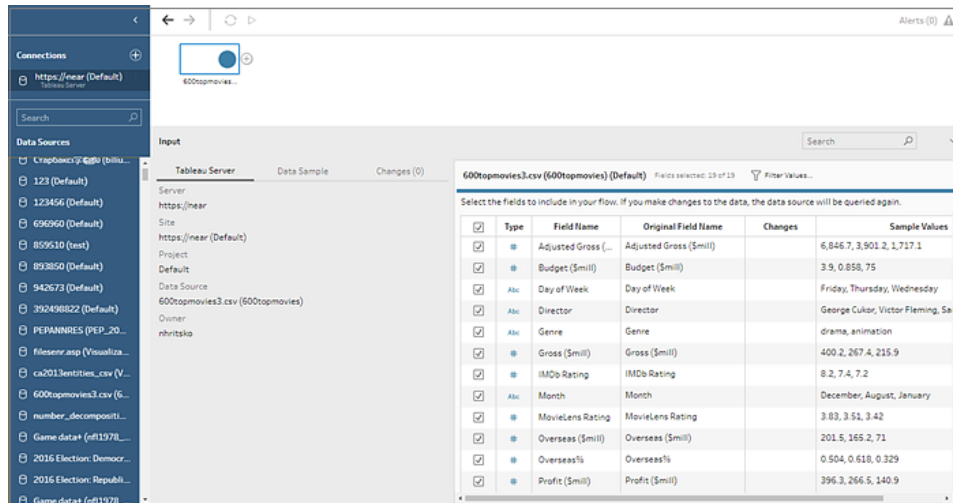 Alerts (0)
Connections
https://near (Default)
Tableau Server
600topmovies...
Search
Data Sources
123 (Default)
123456 (Default)
696960 (Default)
859510 (test)
893850 (Default)
942673 (Default)
392498822 (Default)
PEPANNRES (PEP_20...
filesenr.asp (Visualiza...
ca2013entities_csv (V...
600topmovies3.csv (6...
number_decompositi...
Game data+ (nfl1978_...
2016 Election: Democr...
2016 Election: Republi...
Game data+ (nfl1978
Input
Search
Tableau Server Data Sample Changes (0)
Server
https://near
Site
https://near (Default)
Project
Default
Data Source
600topmovies3.csv (600topmovies)
Owner
nhritsko
600topmovies3.csv (600topmovies) (Default) Fields selected: 19 of 19 Filter Values...
Select the fields to include in your flow. If you make changes to the data, the data source will be queried again.
Type Field Name Original Field Name Changes Sample Values
# Adjusted Gross (... Adjusted Gross ($mill) 6,846.7, 3,901.2, 1,717.1
# Budget ($mill) Budget ($mill) 3.9, 0.858, 75
Abc Day of Week Day of Week Friday, Thursday, Wednesday
Abc Director Director George Cukor, Victor Fleming, Sa
Abc Genre Genre drama, animation
# Gross ($mill) Gross ($mill) 400.2, 267.4, 215.9
# IMDb Rating IMDb Rating 8.2, 7.4, 7.2
Abc Month Month December, August, January
# MovieLens Rating MovieLens Rating 3.83, 3.51, 3.42
# Overseas ($mill) Overseas ($mill) 201.5, 165.2, 71
# Overseas% Overseas% 0.504, 0.618, 0.329
# Profit ($mill) Profit ($mill) 396.3, 266.5, 140.9